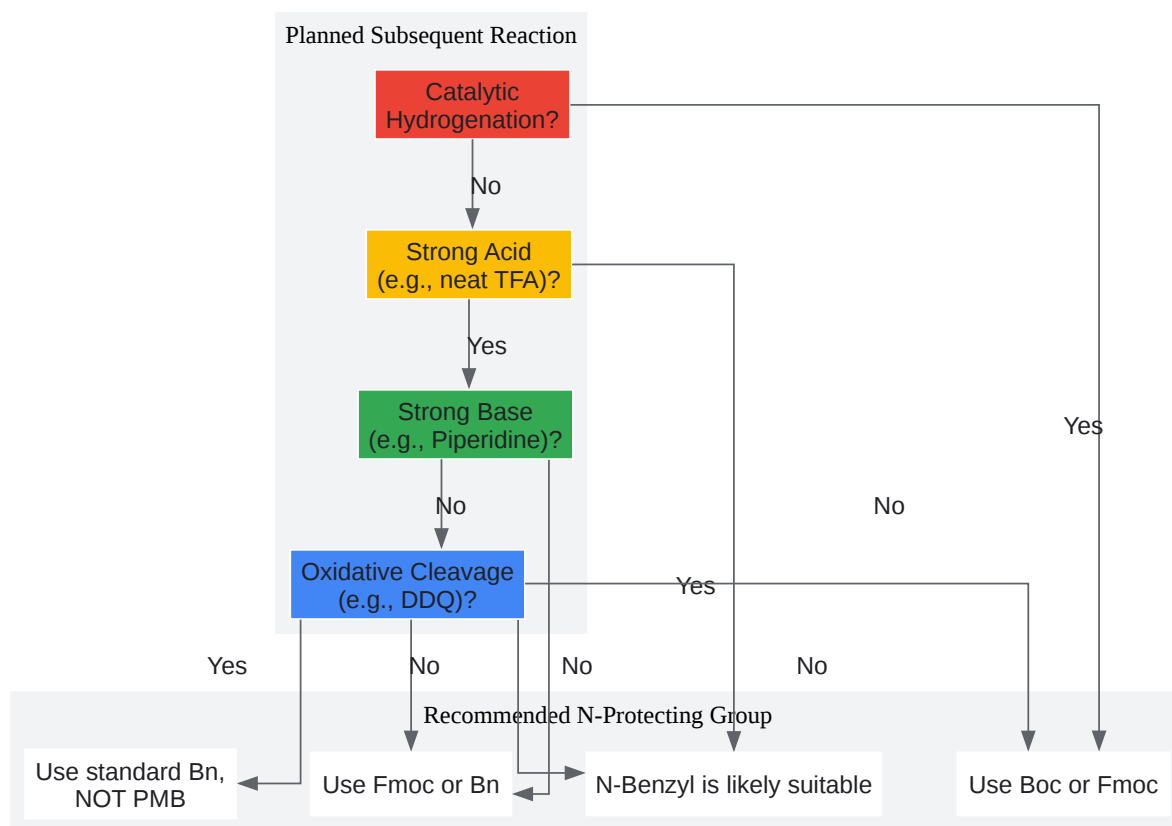 Planned Subsequent Reaction
Catalytic
Hydrogenation?
No
Strong Acid
(e.g., neat TFA)?
Yes
Strong Base
(e.g., Piperidine)?
Yes
No
No
Oxidative Cleavage
(e.g., DDQ)?
Yes
Yes
No
No
No
Recommended N-Protecting Group
Use standard Bn,
NOT PMB
Use Fmoc or Bn
N-Benzyl is likely suitable
Use Boc or Fmoc